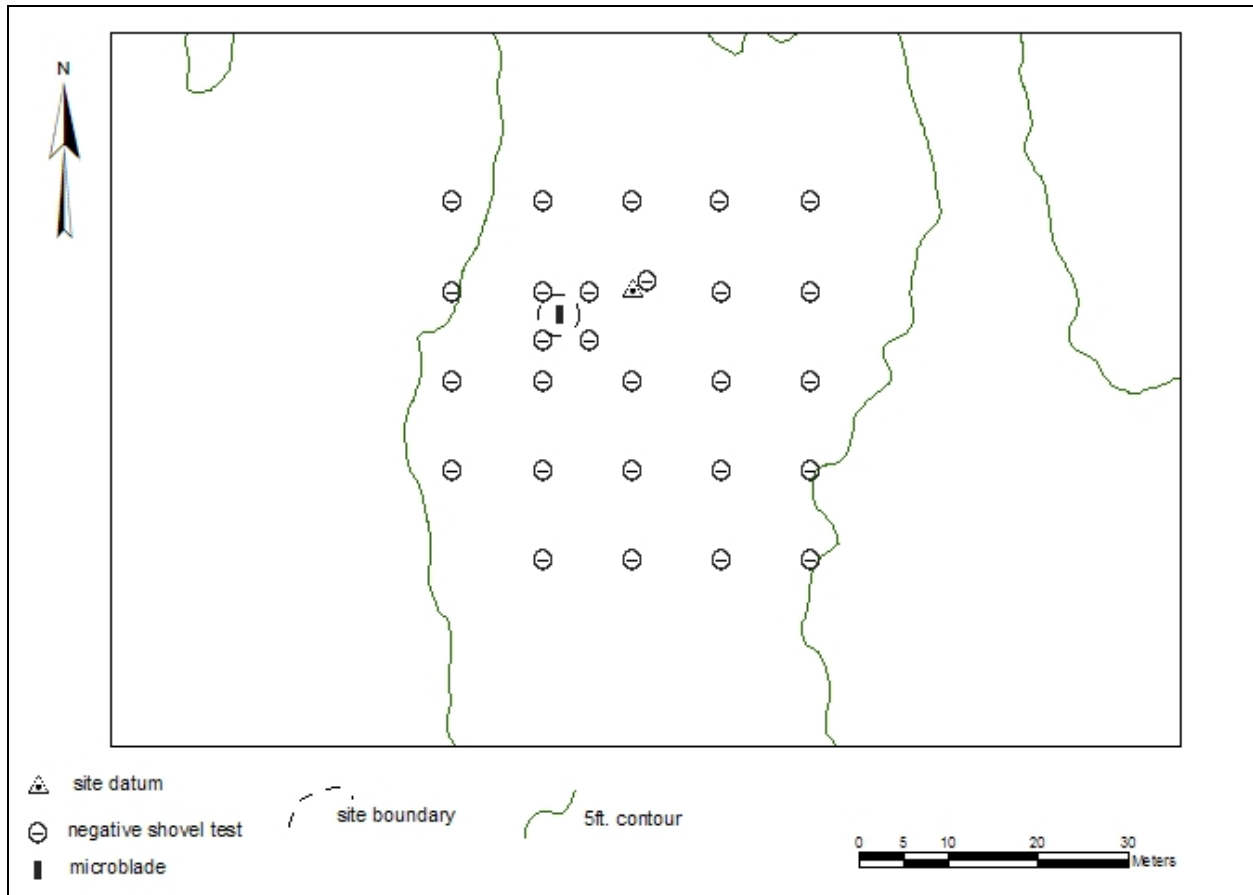 N
site datum
negative shovel test
microblade
site boundary
5ft. contour
0 5 10 20 30
Meters